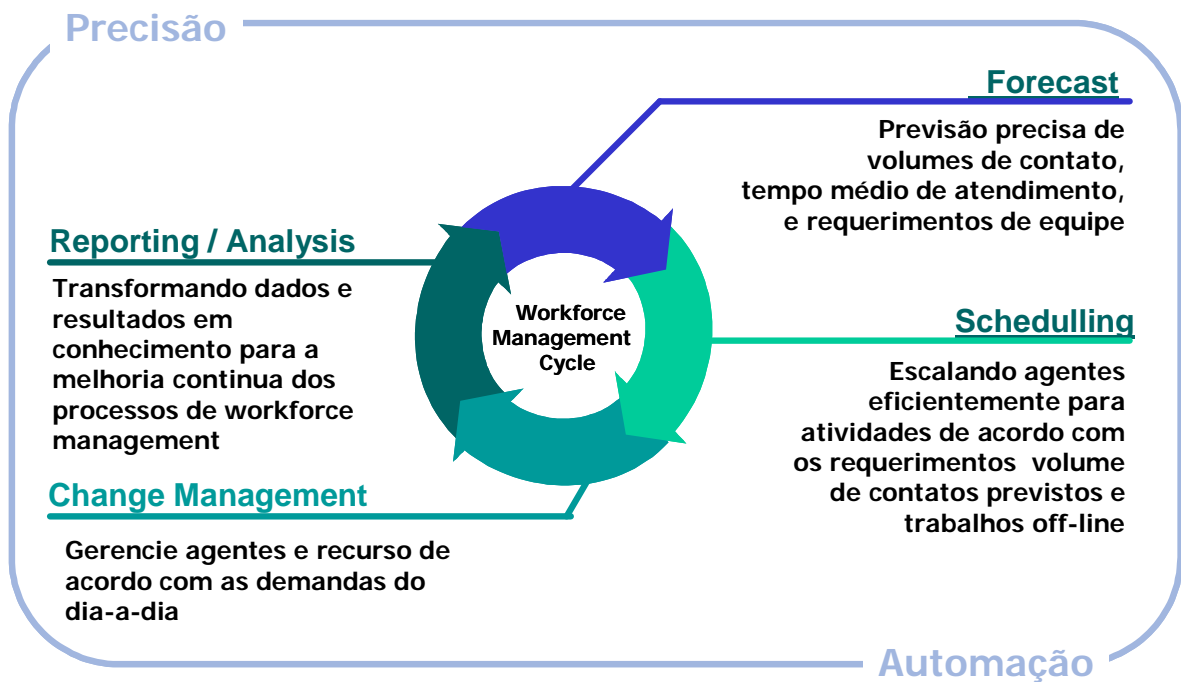 Precisão
Forecast
Previsão precisa de
volumes de contato,
tempo médio de atendimento,
e requerimentos de equipe
Reporting / Analysis
Transformando dados e
resultados em
conhecimento para a
melhoria continua dos
processos de workforce
management
Workforce
Management
Cycle
Schedulling
Escalando agentes
eficientemente para
atividades de acordo com
os requerimentos volume
de contatos previstos e
trabalhos off-line
Change Management
Gerencie agentes e recurso de
acordo com as demandas do
dia-a-dia
Automação